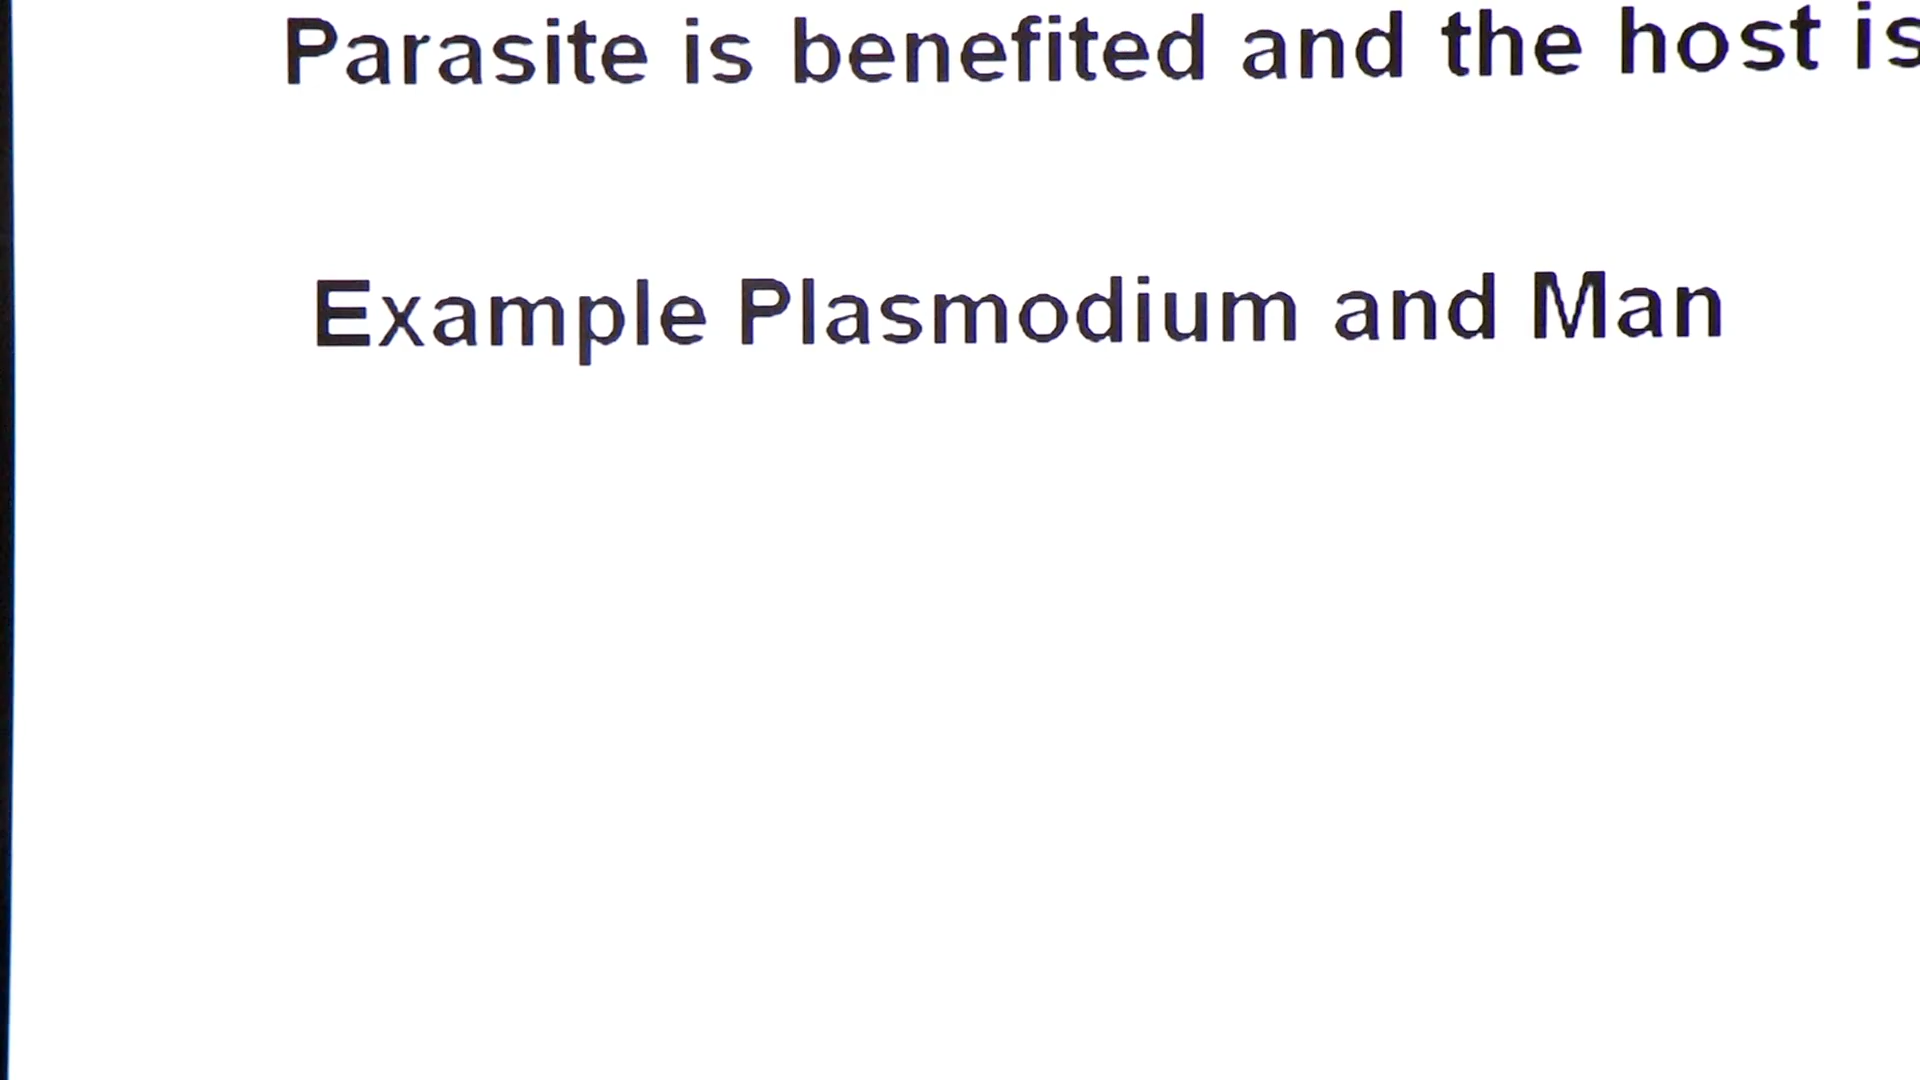 Parasite is benefited and the host is
Example Plasmodium and Man